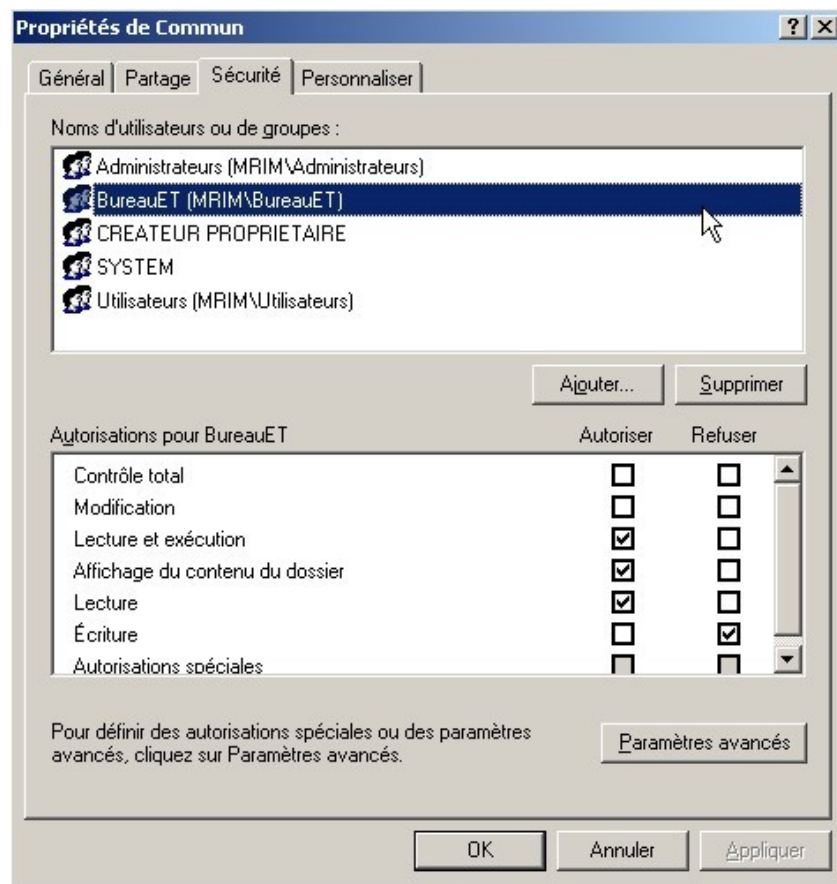 Propriétés de Commun
Général Partage Sécurité Personnaliser
Noms d'utilisateurs ou de groupes :
Administrateurs (MRIM\Administrateurs)
BureauET (MRIM\BureauET)
CREATEUR PROPRIETAIRE
SYSTEM
Utilisateurs (MRIM\Utilisateurs)
Ajouter... Supprimer
Autorisations pour BureauET Autoriser Refuser
Contrôle total
Modification
Lecture et exécution
Affichage du contenu du dossier
Lecture
Écriture
Autorisations spéciales
Pour définir des autorisations spéciales ou des paramètres
avancés, cliquez sur Paramètres avancés.
Paramètres avancés
OK Annuler Appliquer